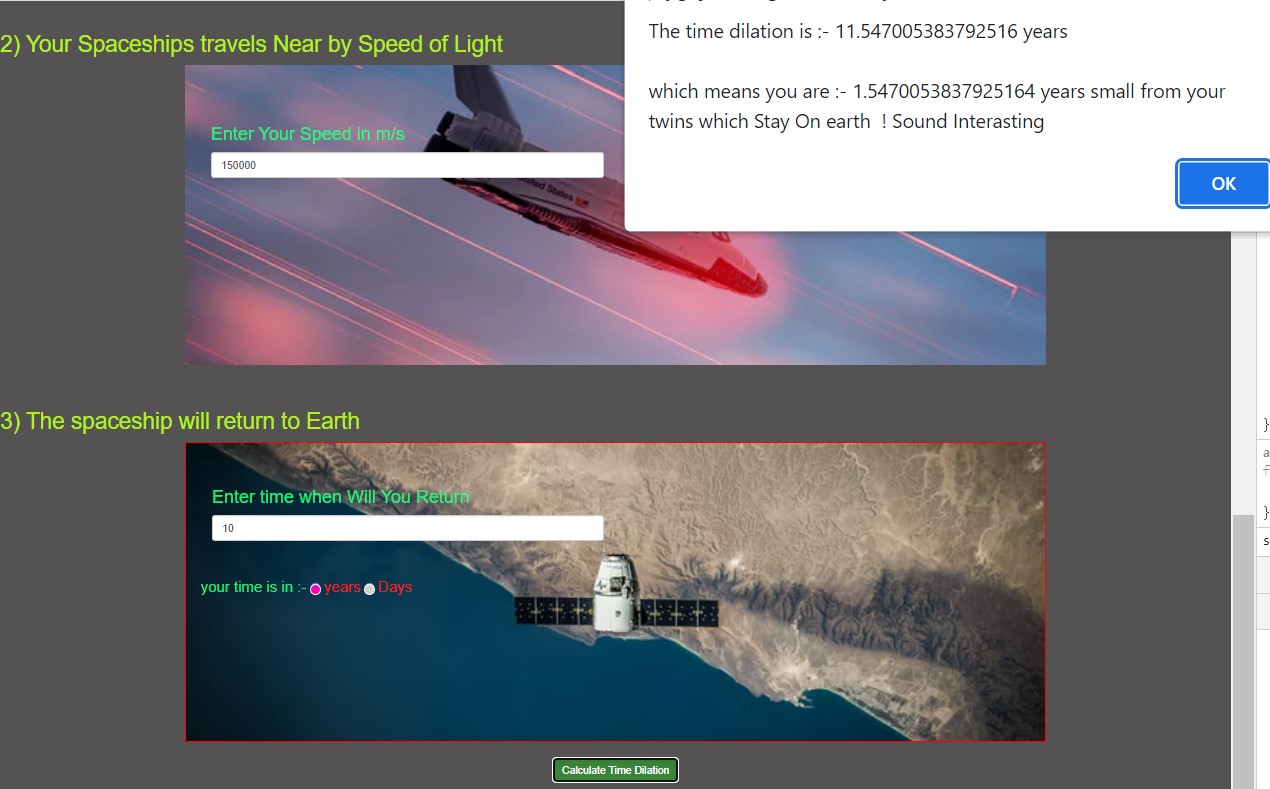 The time dilation is :- 11.547005383792516 years
which means you are :- 1.5470053837925164 years small from your
twins which Stay On earth ! Sound Interasting
OK
2) Your Spaceships travels Near by Speed of Light
Enter Your Speed in m/s
150000
United States
3) The spaceship will return to Earth
Enter time when Will You Return
10
your time is in :- years Days
Calculate Time Dilation
}
a
f
}
s